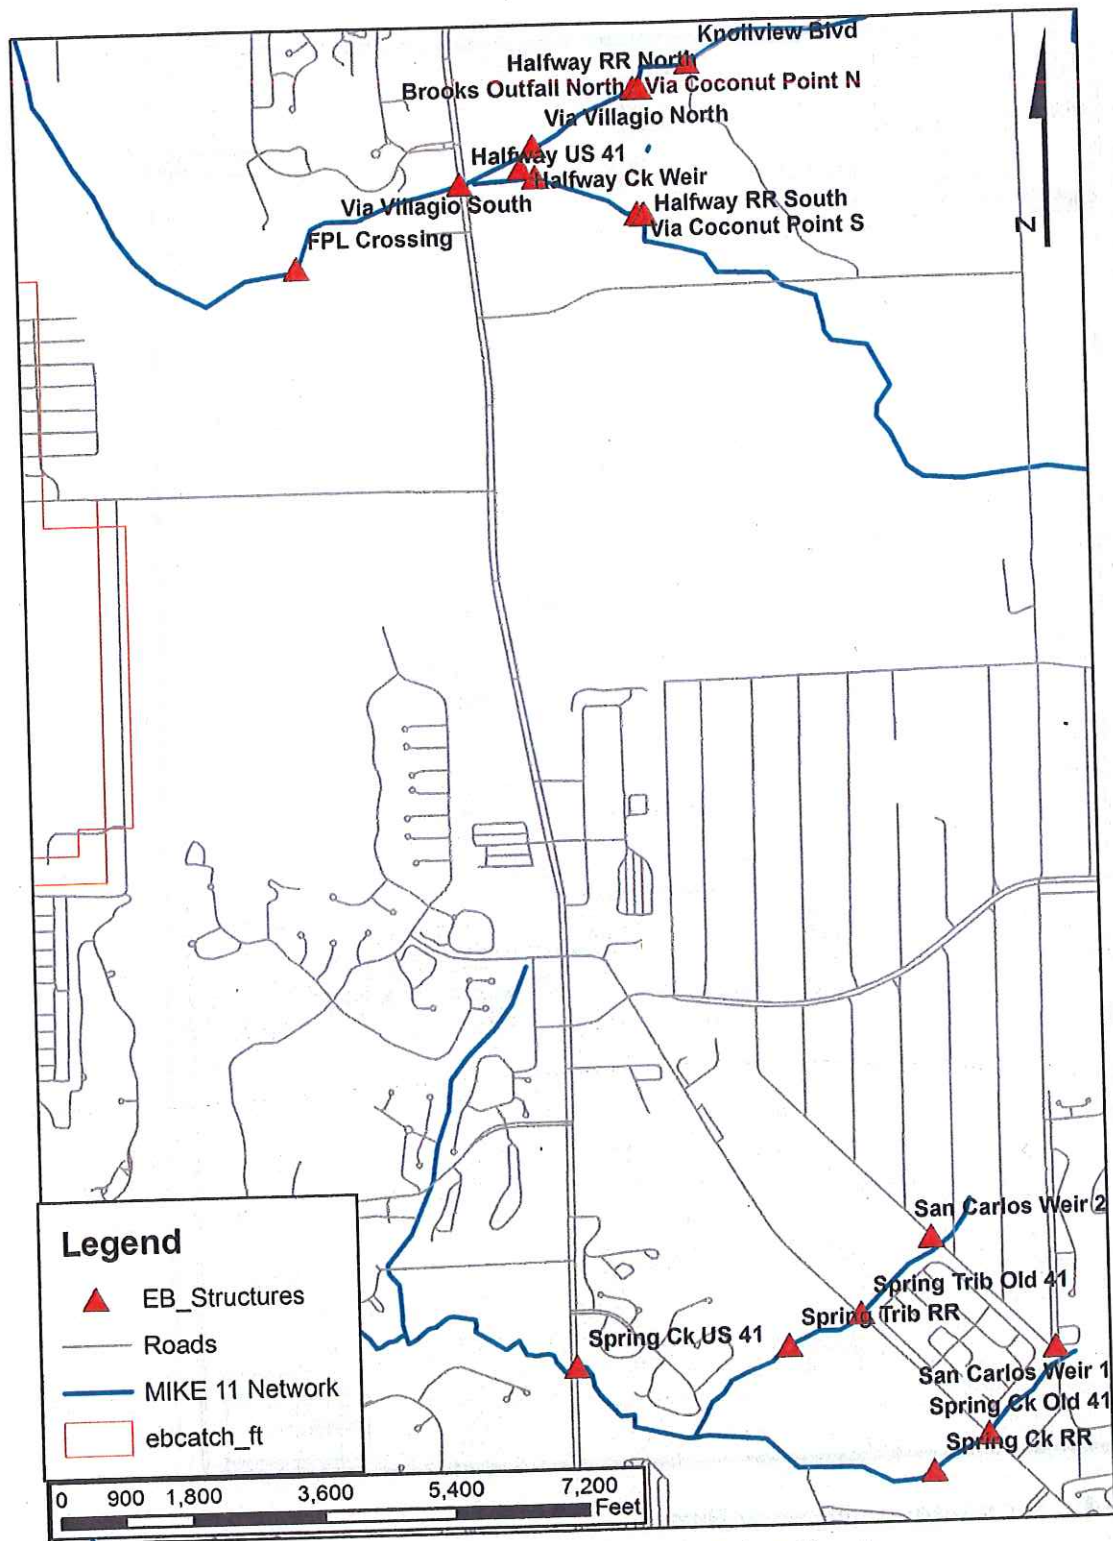 Knollview Blvd
Halfway RR North
Brooks Outfall North
Via Coconut Point N
Via Villagio North
Halfway US 41
Halfway Ck Weir
Via Villagio South
Halfway RR South
Via Coconut Point S
FPL Crossing
N
San Carlos Weir 2
Spring Trib Old 41
Spring Trib RR
Spring Ck US 41
San Carlos Weir 1
Spring Ck Old 41
Spring Ck RR
Legend
EB_Structures
Roads
MIKE 11 Network
ebcatch_ft
0 900 1,800 3,600 5,400 7,200
Feet